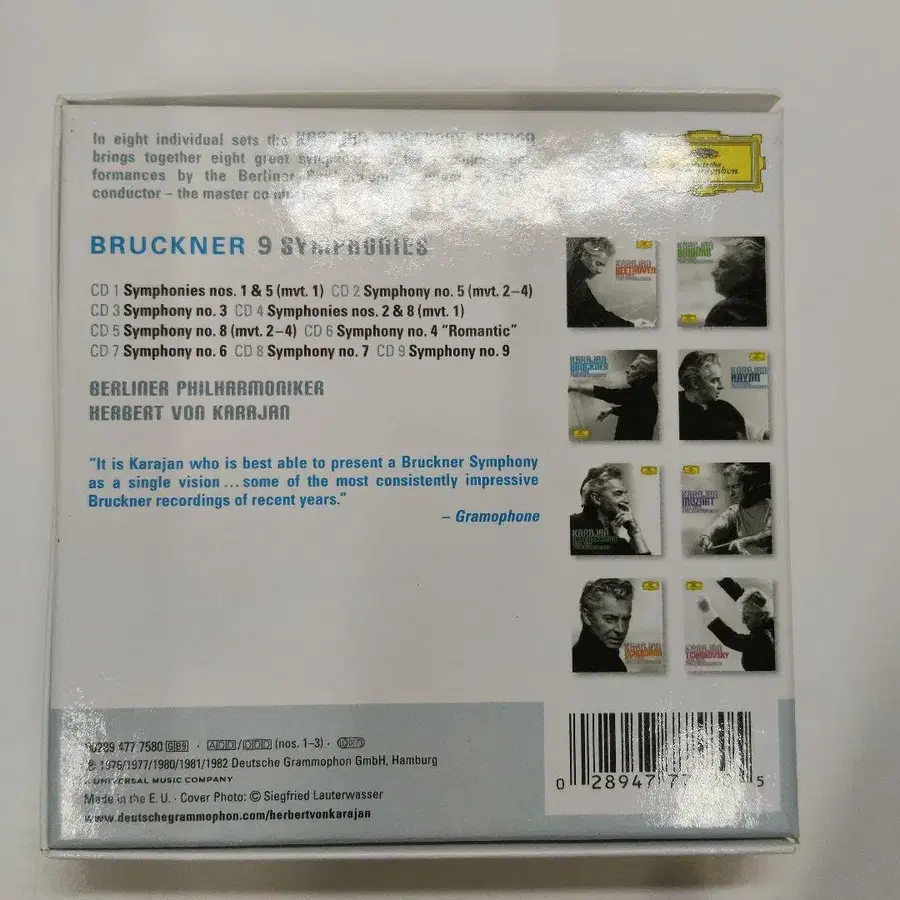 In eight individual sets the KARAJAN SYMPHONY EDITION
brings together eight great
formances by the Berliner
conductor – the master
BRUCKNER 9 SYMPHONIES
CD 1 Symphonies nos. 1 & 5 (mvt. 1) CD 2 Symphony no. 5 (mvt. 2–4)
CD 3 Symphony no. 3 CD 4 Symphonies nos. 2 & 8 (mvt. 1)
CD 5 Symphony no. 8 (mvt. 2–4) CD 6 Symphony no. 4 “Romantic”
CD 7 Symphony no. 6 CD 8 Symphony no. 7 CD 9 Symphony no. 9
BERLINER PHILHARMONIKER
HERBERT VON KARAJAN
“It is Karajan who is best able to present a Bruckner Symphony
as a single vision ... some of the most consistently impressive
Bruckner recordings of recent years.”
– Gramophone
KARAJAN
BEETHOVEN
KARAJAN
BRAHMS
KARAJAN
BRUCKNER
KARAJAN
HAYDN
KARAJAN
KARAJAN
MOZART
KARAJAN
KARAJAN
TCHAIKOVSKY
00289 477 7580 GB9 · ADD/DDD (nos. 1–3) ·
℗ 1976/1977/1980/1981/1982 Deutsche Grammophon GmbH, Hamburg
A UNIVERSAL MUSIC COMPANY
Made in the E. U. · Cover Photo: © Siegfried Lauterwasser
www.deutschegrammophon.com/herbertvonkarajan
0 28947 5